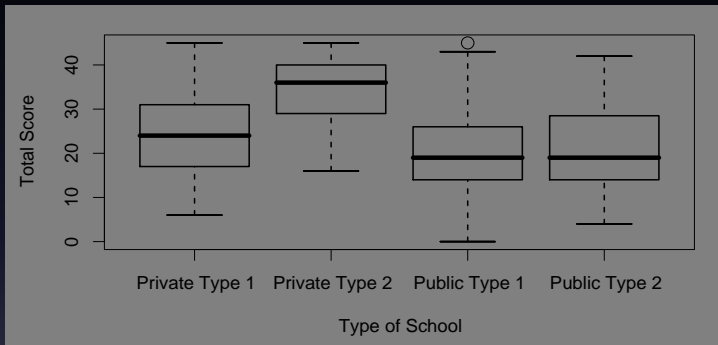 Total Score
40
30
20
10
0
Private Type 1 Private Type 2 Public Type 1 Public Type 2
Type of School